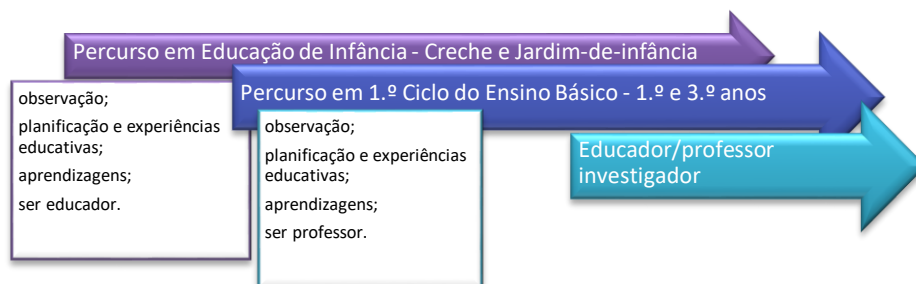 Percurso em Educação de Infância - Creche e Jardim-de-infância
observação;
planificação e experiências
educativas;
aprendizagens;
ser educador.
Percurso em 1.º Ciclo do Ensino Básico - 1.º e 3.º anos
observação;
planificação e experiências
educativas;
aprendizagens;
ser professor.
Educador/professor
investigador